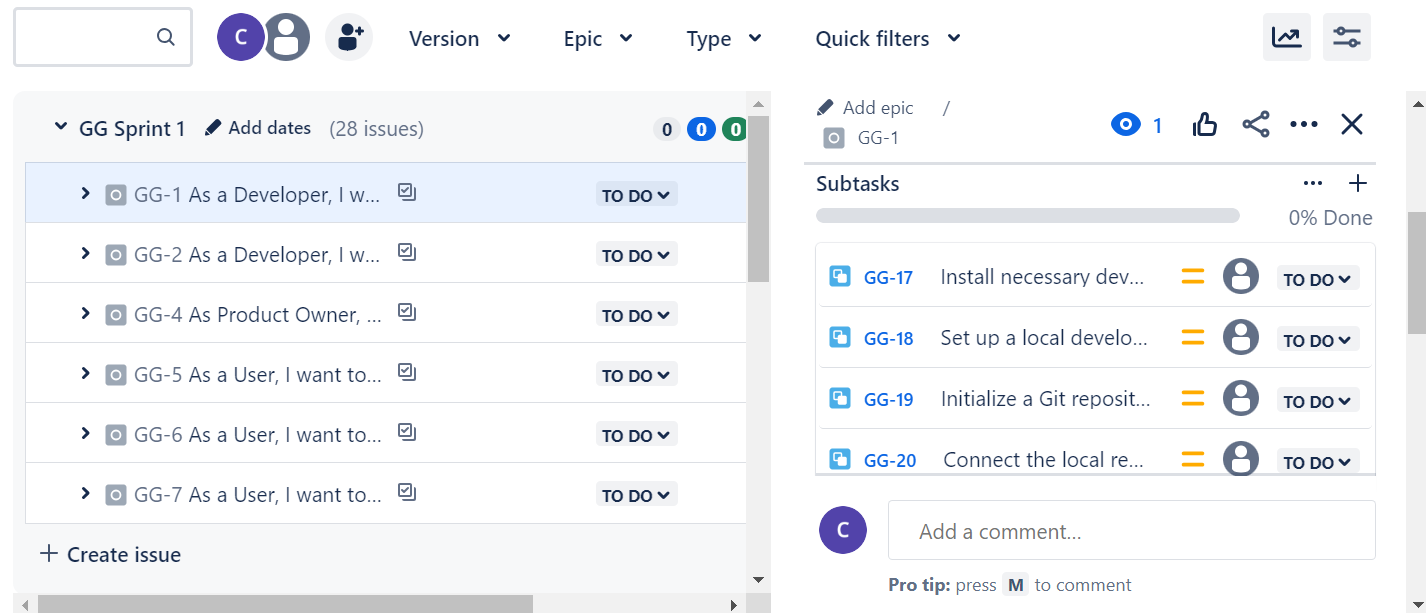 C
Version
Epic
Type
Quick filters
GG Sprint 1 Add dates (28 issues) 0 0 0
GG-1 As a Developer, I w... TO DO
GG-2 As a Developer, I w... TO DO
GG-4 As Product Owner, ... TO DO
GG-5 As a User, I want to... TO DO
GG-6 As a User, I want to... TO DO
GG-7 As a User, I want to... TO DO
+ Create issue
Add epic /
GG-1
1
Subtasks
0% Done
GG-17 Install necessary dev... TO DO
GG-18 Set up a local develo... TO DO
GG-19 Initialize a Git reposit... TO DO
GG-20 Connect the local re... TO DO
C
Add a comment...
Pro tip: press M to comment